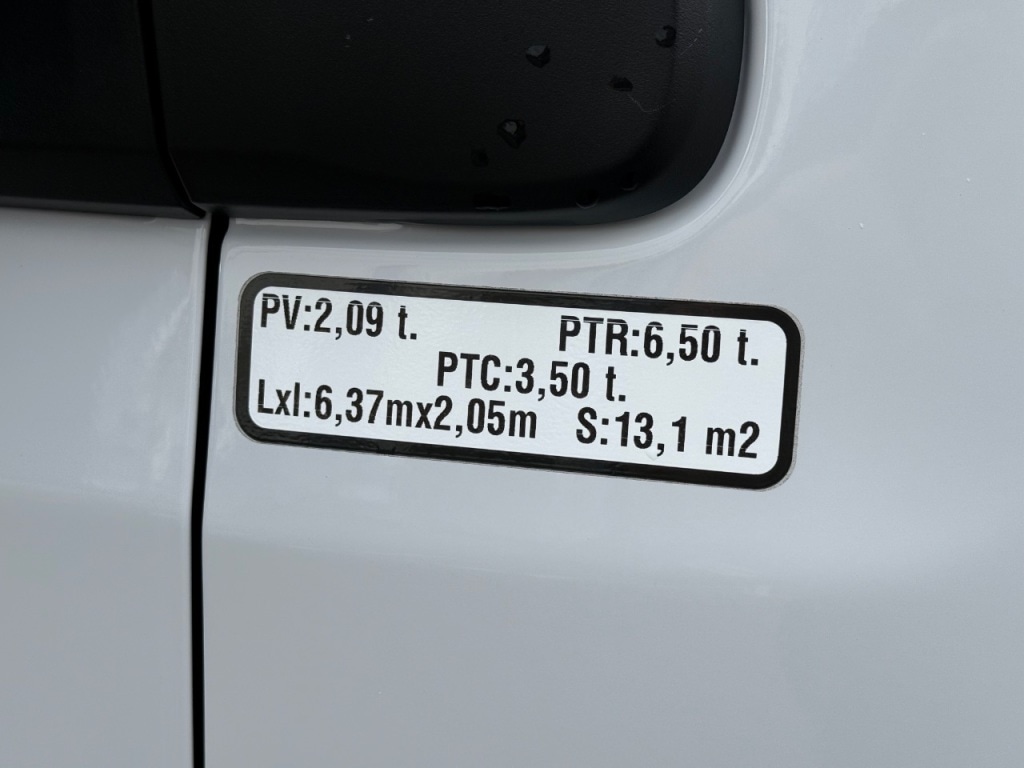 PV:2,09 t. PTR:6,50 t.
PTC:3,50 t.
Lxl:6,37mx2,05m S:13,1 m2